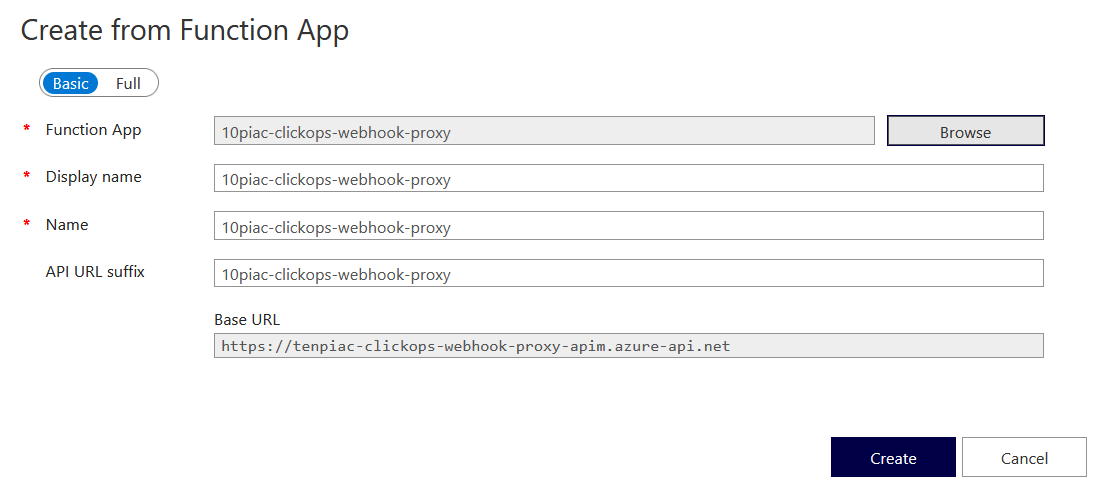 Create from Function App
Basic Full
* Function App 10piac-clickops-webhook-proxy Browse
* Display name 10piac-clickops-webhook-proxy
* Name 10piac-clickops-webhook-proxy
API URL suffix 10piac-clickops-webhook-proxy
Base URL
https://tenpiac-clickops-webhook-proxy-apim.azure-api.net
Create Cancel